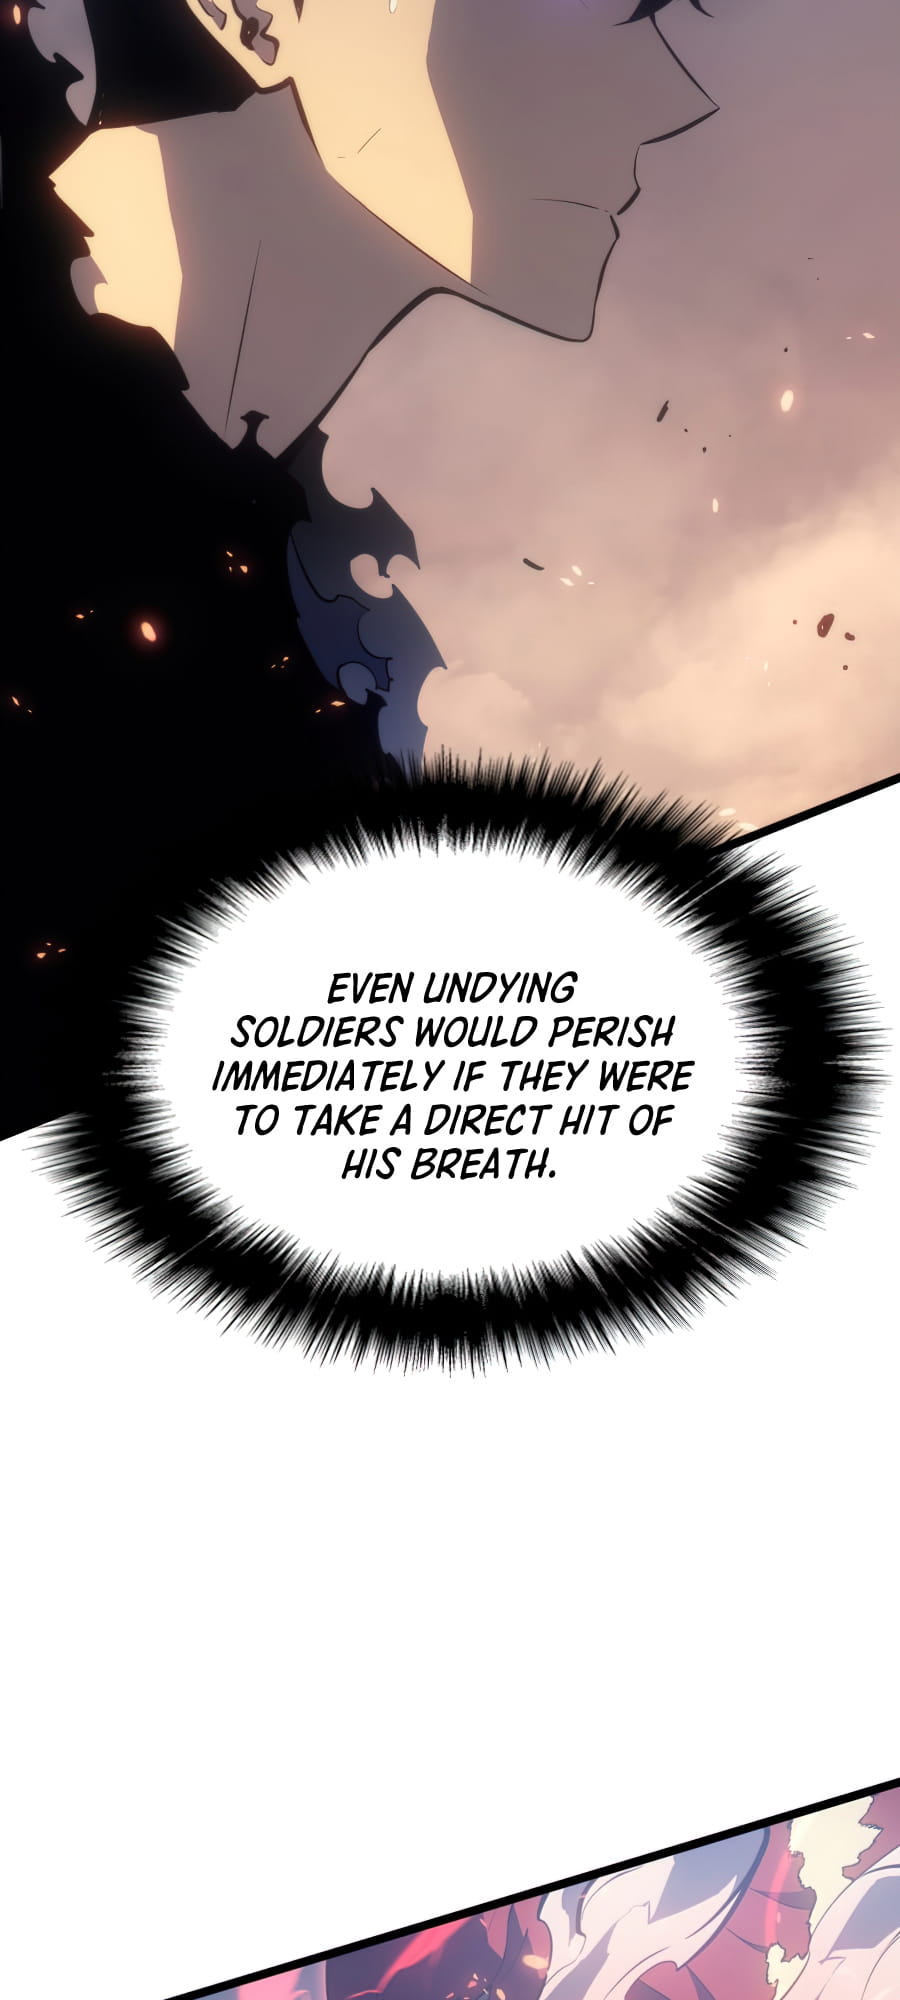 EVEN UNDYING
SOLDIERS WOULD PERISH
IMMEDIATELY IF THEY WERE
TO TAKE A DIRECT HIT OF
HIS BREATH.